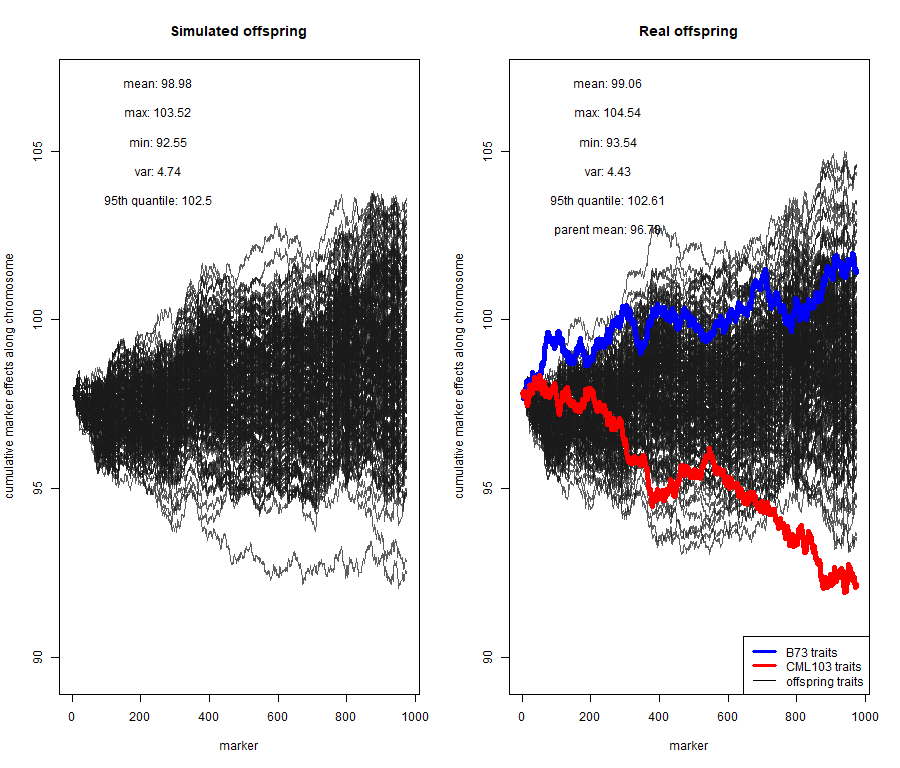 Simulated offspring
mean: 98.98
max: 103.52
min: 92.55
var: 4.74
95th quantile: 102.5
cumulative marker effects along chromosome
105
100
95
90
0 200 400 600 800 1000
marker
Real offspring
mean: 99.06
max: 104.54
min: 93.54
var: 4.43
95th quantile: 102.61
parent mean: 96.78
cumulative marker effects along chromosome
105
100
95
90
B73 traits
CML103 traits
offspring traits
0 200 400 600 800 1000
marker